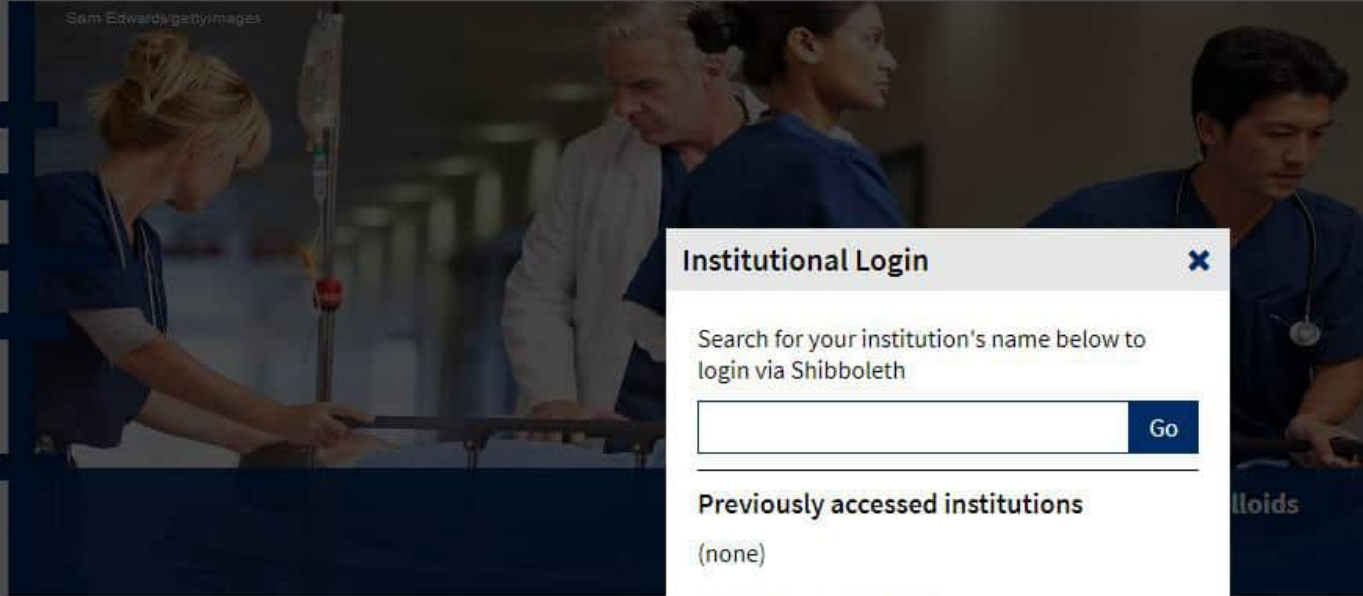 Sam Edwards/gettyimages
Institutional Login
Search for your institution's name below to
login via Shibboleth
Go
Previously accessed institutions
lloids
(none)